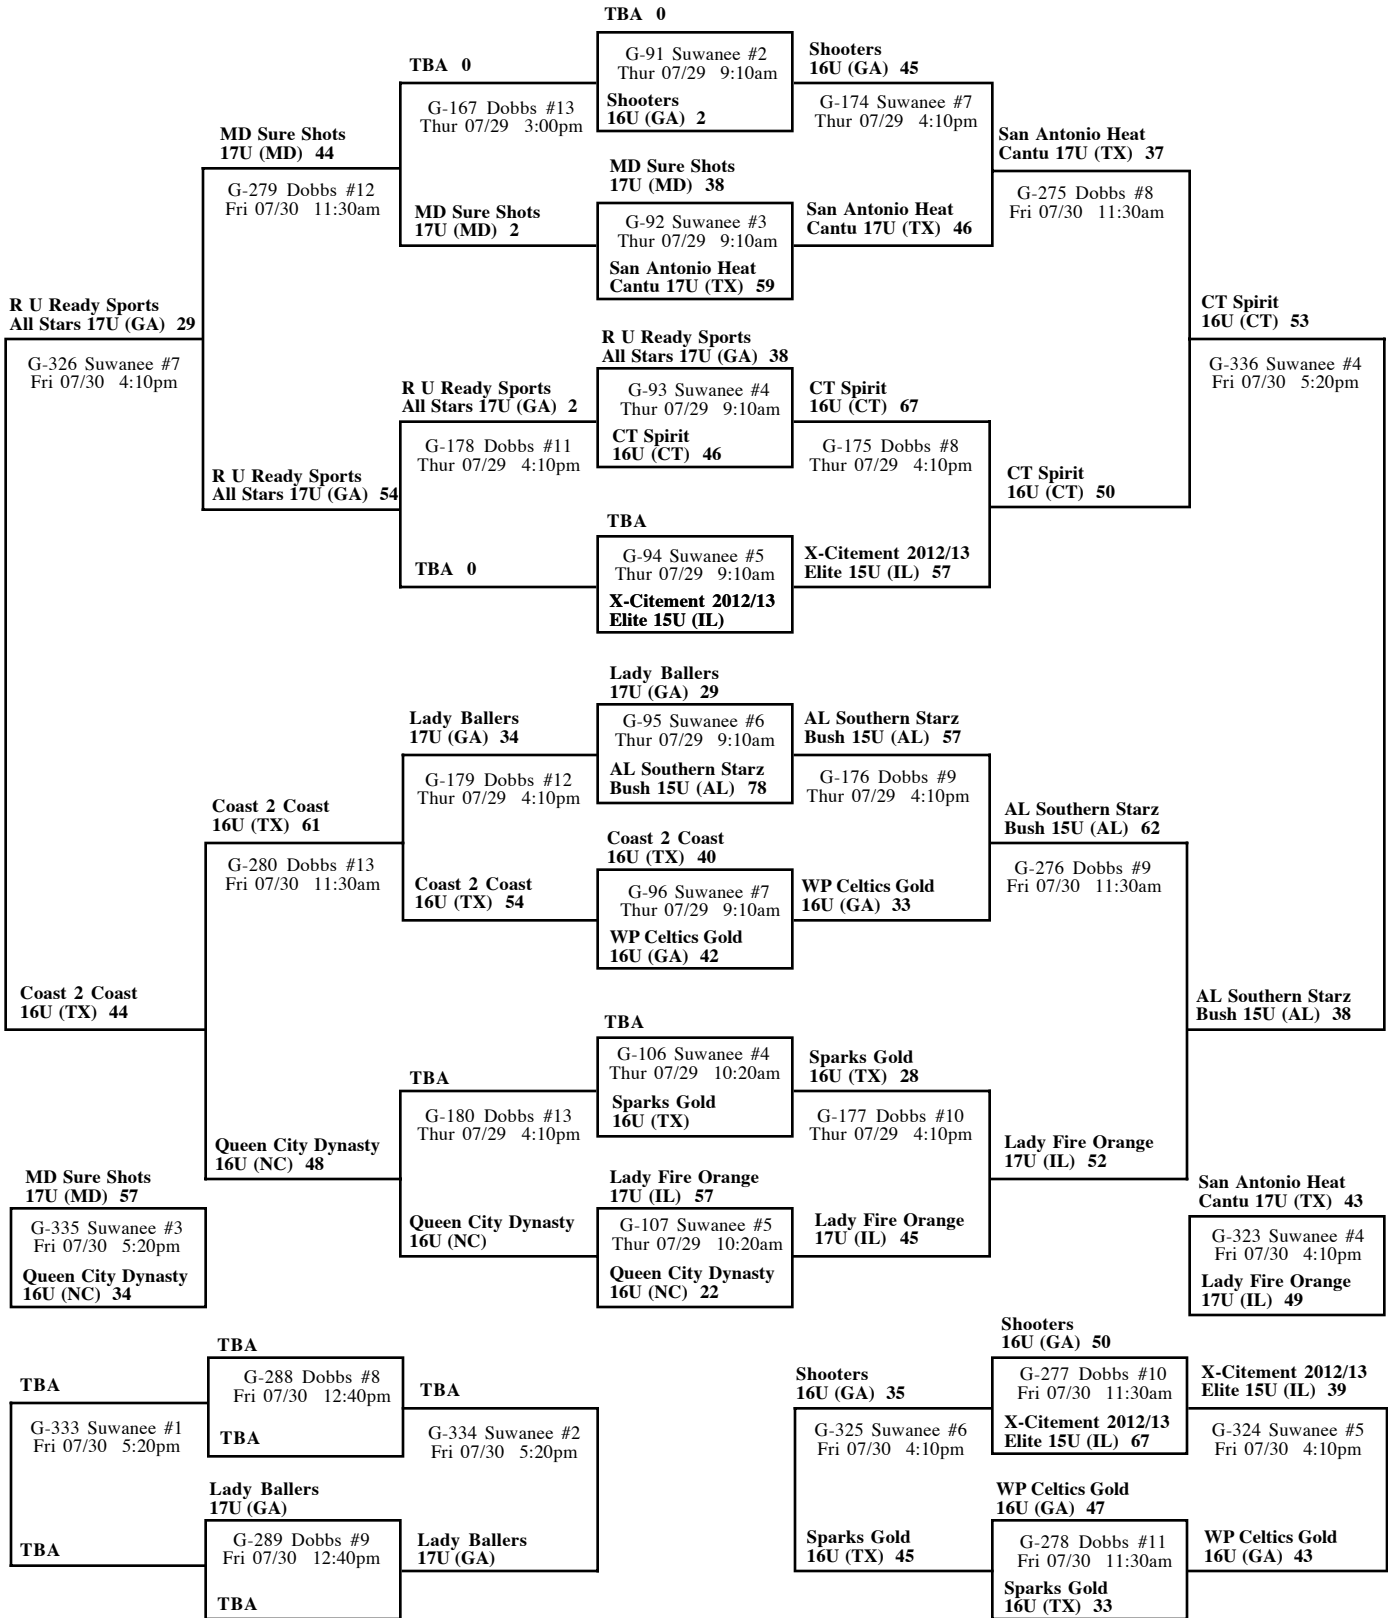 TBA 0
G-91 Suwanee #2
Thur 07/29 9:10am
Shooters
16U (GA) 2
MD Sure Shots
17U (MD) 38
G-92 Suwanee #3
Thur 07/29 9:10am
San Antonio Heat
Cantu 17U (TX) 59
R U Ready Sports
All Stars 17U (GA) 38
G-93 Suwanee #4
Thur 07/29 9:10am
CT Spirit
16U (CT) 46
TBA
G-94 Suwanee #5
Thur 07/29 9:10am
X-Citement 2012/13
Elite 15U (IL)
Lady Ballers
17U (GA) 29
G-95 Suwanee #6
Thur 07/29 9:10am
AL Southern Starz
Bush 15U (AL) 78
Coast 2 Coast
16U (TX) 40
G-96 Suwanee #7
Thur 07/29 9:10am
WP Celtics Gold
16U (GA) 42
TBA
G-106 Suwanee #4
Thur 07/29 10:20am
Sparks Gold
16U (TX)
Lady Fire Orange
17U (IL) 57
G-107 Suwanee #5
Thur 07/29 10:20am
Queen City Dynasty
16U (NC) 22
TBA 0
G-167 Dobbs #13
Thur 07/29 3:00pm
MD Sure Shots
17U (MD) 2
R U Ready Sports
All Stars 17U (GA) 2
G-178 Dobbs #11
Thur 07/29 4:10pm
TBA 0
Lady Ballers
17U (GA) 34
G-179 Dobbs #12
Thur 07/29 4:10pm
Coast 2 Coast
16U (TX) 54
TBA
G-180 Dobbs #13
Thur 07/29 4:10pm
Queen City Dynasty
16U (NC)
MD Sure Shots
17U (MD) 44
G-279 Dobbs #12
Fri 07/30 11:30am
R U Ready Sports
All Stars 17U (GA) 54
Coast 2 Coast
16U (TX) 61
G-280 Dobbs #13
Fri 07/30 11:30am
Queen City Dynasty
16U (NC) 48
R U Ready Sports
All Stars 17U (GA) 29
G-326 Suwanee #7
Fri 07/30 4:10pm
Coast 2 Coast
16U (TX) 44
MD Sure Shots
17U (MD) 57
G-335 Suwanee #3
Fri 07/30 5:20pm
Queen City Dynasty
16U (NC) 34
Shooters
16U (GA) 45
G-174 Suwanee #7
Thur 07/29 4:10pm
San Antonio Heat
Cantu 17U (TX) 46
CT Spirit
16U (CT) 67
G-175 Dobbs #8
Thur 07/29 4:10pm
X-Citement 2012/13
Elite 15U (IL) 57
AL Southern Starz
Bush 15U (AL) 57
G-176 Dobbs #9
Thur 07/29 4:10pm
WP Celtics Gold
16U (GA) 33
Sparks Gold
16U (TX) 28
G-177 Dobbs #10
Thur 07/29 4:10pm
Lady Fire Orange
17U (IL) 45
San Antonio Heat
Cantu 17U (TX) 37
G-275 Dobbs #8
Fri 07/30 11:30am
CT Spirit
16U (CT) 50
AL Southern Starz
Bush 15U (AL) 62
G-276 Dobbs #9
Fri 07/30 11:30am
Lady Fire Orange
17U (IL) 52
CT Spirit
16U (CT) 53
G-336 Suwanee #4
Fri 07/30 5:20pm
AL Southern Starz
Bush 15U (AL) 38
San Antonio Heat
Cantu 17U (TX) 43
G-323 Suwanee #4
Fri 07/30 4:10pm
Lady Fire Orange
17U (IL) 49
TBA
G-288 Dobbs #8
Fri 07/30 12:40pm
TBA
Lady Ballers
17U (GA)
G-289 Dobbs #9
Fri 07/30 12:40pm
TBA
TBA
G-333 Suwanee #1
Fri 07/30 5:20pm
TBA
TBA
G-334 Suwanee #2
Fri 07/30 5:20pm
Lady Ballers
17U (GA)
Shooters
16U (GA) 50
G-277 Dobbs #10
Fri 07/30 11:30am
X-Citement 2012/13
Elite 15U (IL) 67
WP Celtics Gold
16U (GA) 47
G-278 Dobbs #11
Fri 07/30 11:30am
Sparks Gold
16U (TX) 33
Shooters
16U (GA) 35
G-325 Suwanee #6
Fri 07/30 4:10pm
Sparks Gold
16U (TX) 45
X-Citement 2012/13
Elite 15U (IL) 39
G-324 Suwanee #5
Fri 07/30 4:10pm
WP Celtics Gold
16U (GA) 43